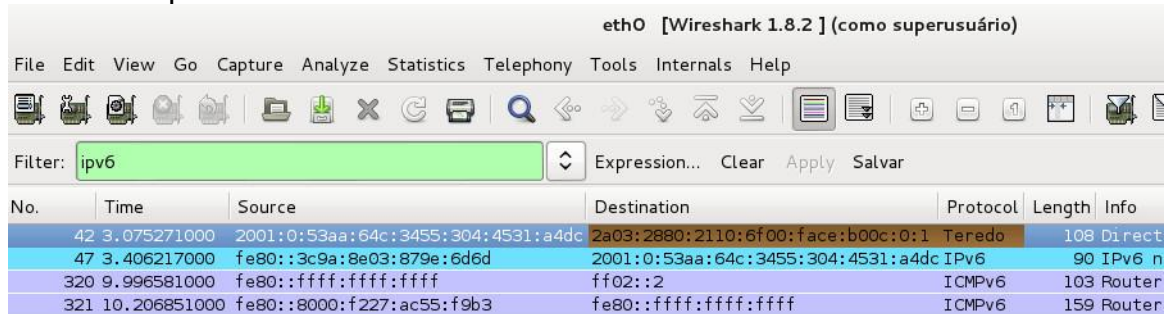 eth0 [Wireshark 1.8.2 ] (como superusuário)
File Edit View Go Capture Analyze Statistics Telephony Tools Internals Help
Filter: ipv6 Expression... Clear Apply Salvar
No. Time Source Destination Protocol Length Info
42 3.075271000 2001:0:53aa:64c:3455:304:4531:a4dc 2a03:2880:2110:6f00:face:b00c:0:1 Teredo 108 Direct
47 3.406217000 fe80::3c9a:8e03:879e:6d6d 2001:0:53aa:64c:3455:304:4531:a4dc IPv6 90 IPv6 n
320 9.996581000 fe80::ffff:ffff:ffff ff02::2 ICMPv6 103 Router
321 10.206851000 fe80::8000:f227:ac55:f9b3 fe80::ffff:ffff:ffff ICMPv6 159 Router